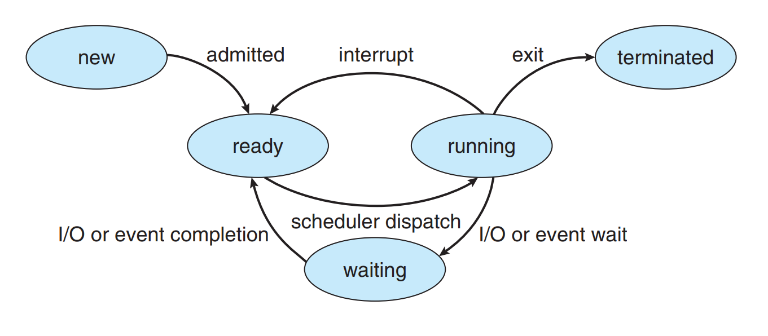 new
admitted
interrupt
exit
terminated
ready
running
scheduler dispatch
I/O or event completion
I/O or event wait
waiting